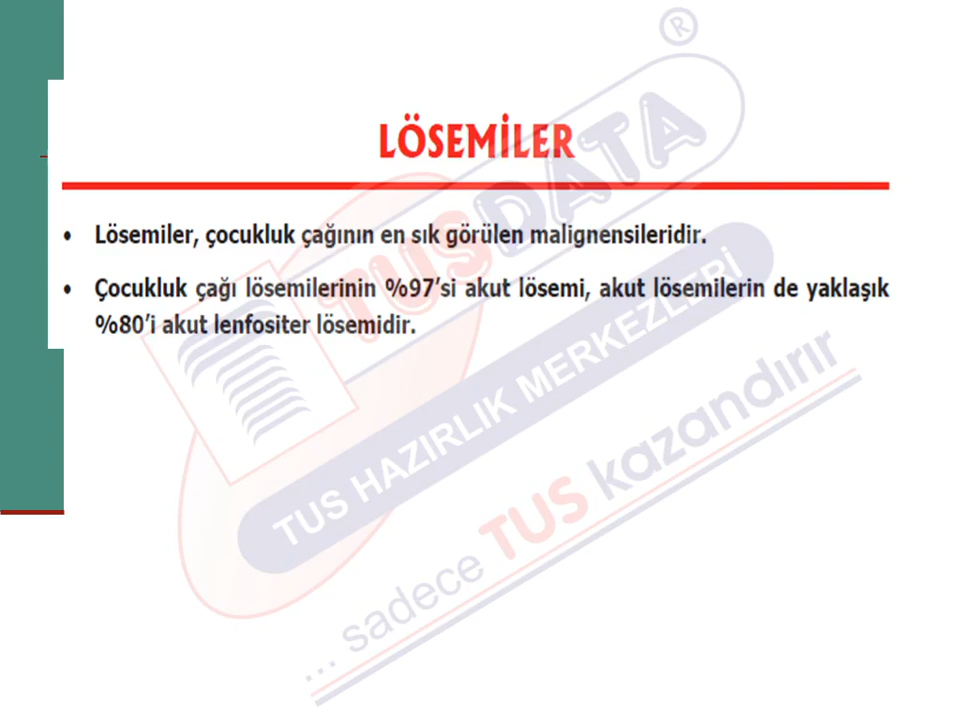 LÖSEMİLER
• Lösemiler, çocukluk çağının en sık görülen malignensileridir.
• Çocukluk çağı lösemilerinin %97'si akut lösemi, akut lösemilerin de yaklaşık
%80'i akut lenfositer lösemidir.
®
TUSDATA
TUS HAZIRLIK MERKEZLERİ
... sadece TUS kazandırır